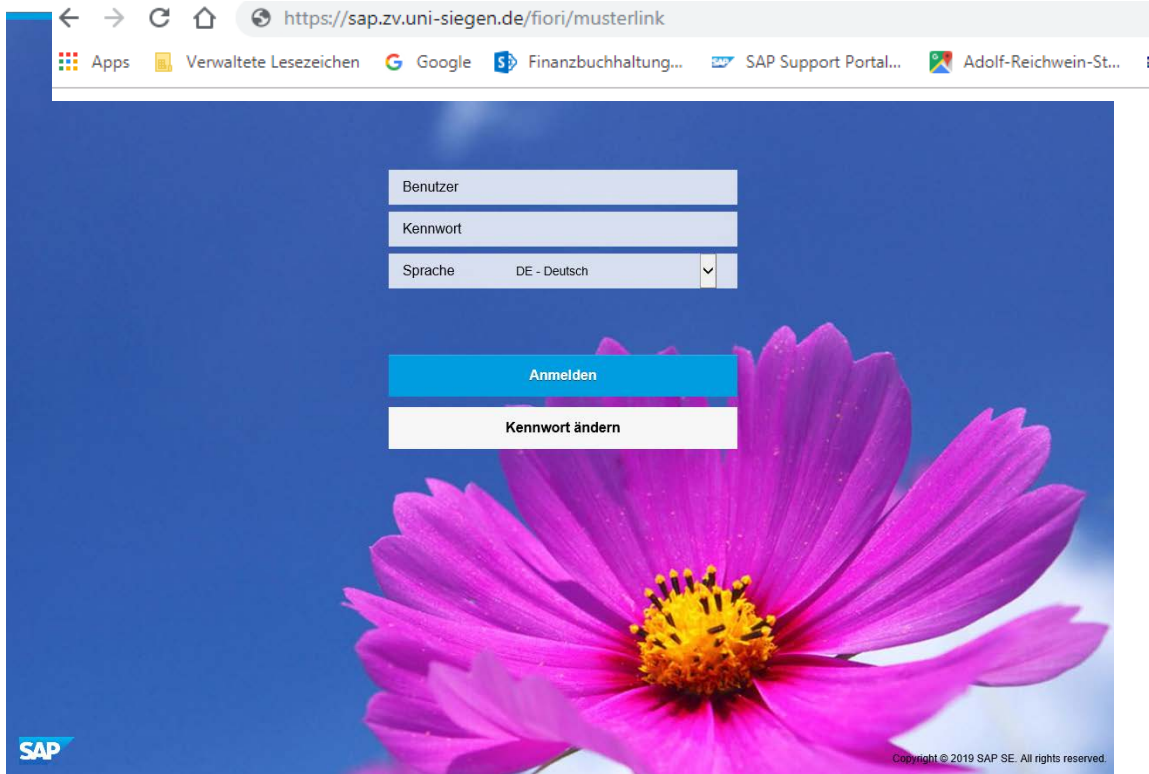 https://sap.zv.uni-siegen.de/fiori/musterlink
Apps Verwaltete Lesezeichen Google Finanzbuchhaltung... SAP Support Portal... Adolf-Reichwein-St...
Benutzer
Kennwort
Sprache DE - Deutsch
Anmelden
Kennwort ändern
SAP
Copyright © 2019 SAP SE. All rights reserved.